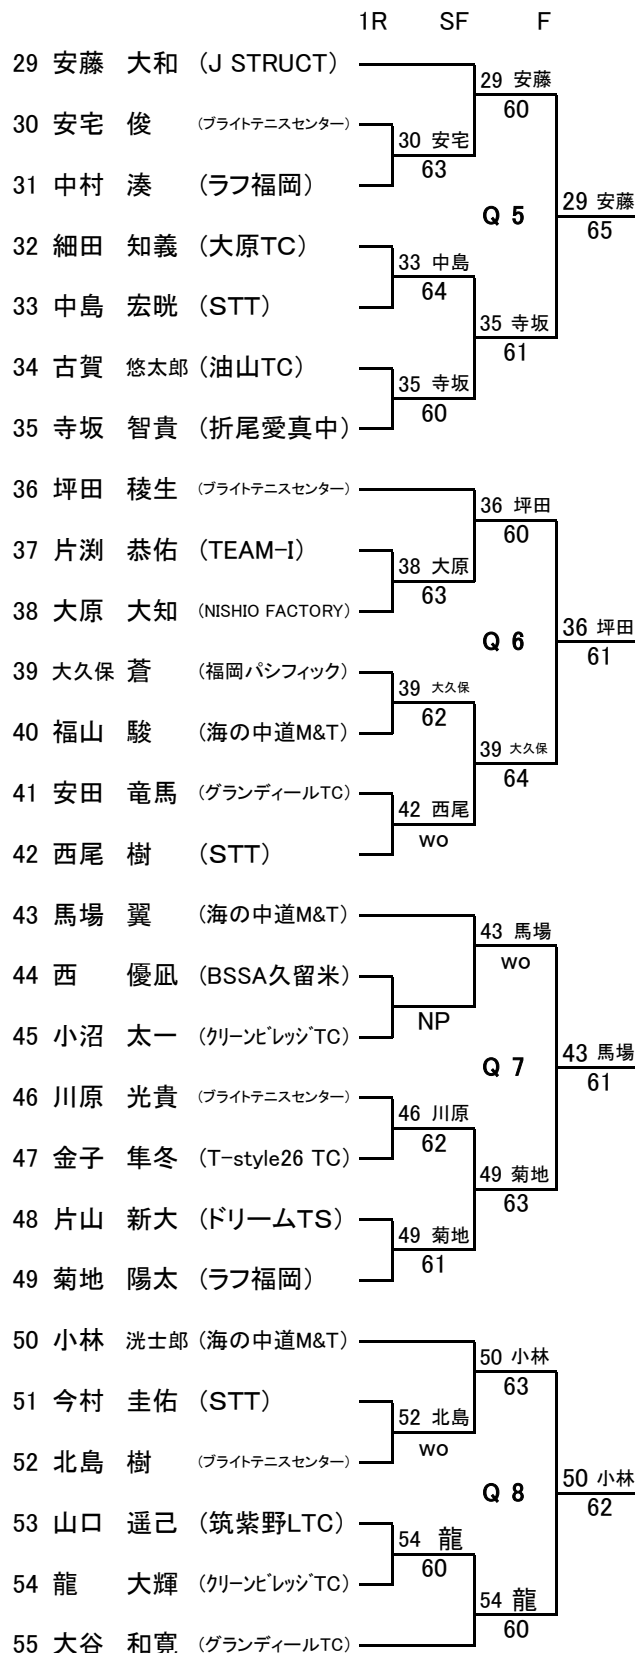 1R SF F
29 安藤 大和 (J STRUCT)
29 安藤
60
30 安宅 俊 (ブライトテニスセンター)
30 安宅
63
31 中村 湊 (ラフ福岡)
Q 5
29 安藤
65
32 細田 知義 (大原TC)
33 中島
64
33 中島 宏晄 (STT)
35 寺坂
61
34 古賀 悠太郎 (油山TC)
35 寺坂
60
35 寺坂 智貴 (折尾愛真中)
36 坪田 稜生 (ブライトテニスセンター)
36 坪田
60
37 片渕 恭佑 (TEAM-I)
38 大原
63
38 大原 大知 (NISHIO FACTORY)
Q 6
36 坪田
61
39 大久保 蒼 (福岡パシフィック)
39 大久保
62
40 福山 駿 (海の中道M&T)
39 大久保
64
41 安田 竜馬 (グランディールTC)
42 西尾
wo
42 西尾 樹 (STT)
43 馬場 翼 (海の中道M&T)
43 馬場
wo
44 西 優凪 (BSSA久留米)
NP
45 小沼 太一 (クリーンビレッジTC)
Q 7
43 馬場
61
46 川原 光貴 (ブライトテニスセンター)
46 川原
62
47 金子 隼冬 (T-style26 TC)
49 菊地
63
48 片山 新大 (ドリームTS)
49 菊地
61
49 菊地 陽太 (ラフ福岡)
50 小林 洸士郎 (海の中道M&T)
50 小林
63
51 今村 圭佑 (STT)
52 北島
wo
52 北島 樹 (ブライトテニスセンター)
Q 8
50 小林
62
53 山口 遥己 (筑紫野LTC)
54 龍
60
54 龍 大輝 (クリーンビレッジTC)
54 龍
60
55 大谷 和寛 (グランディールTC)